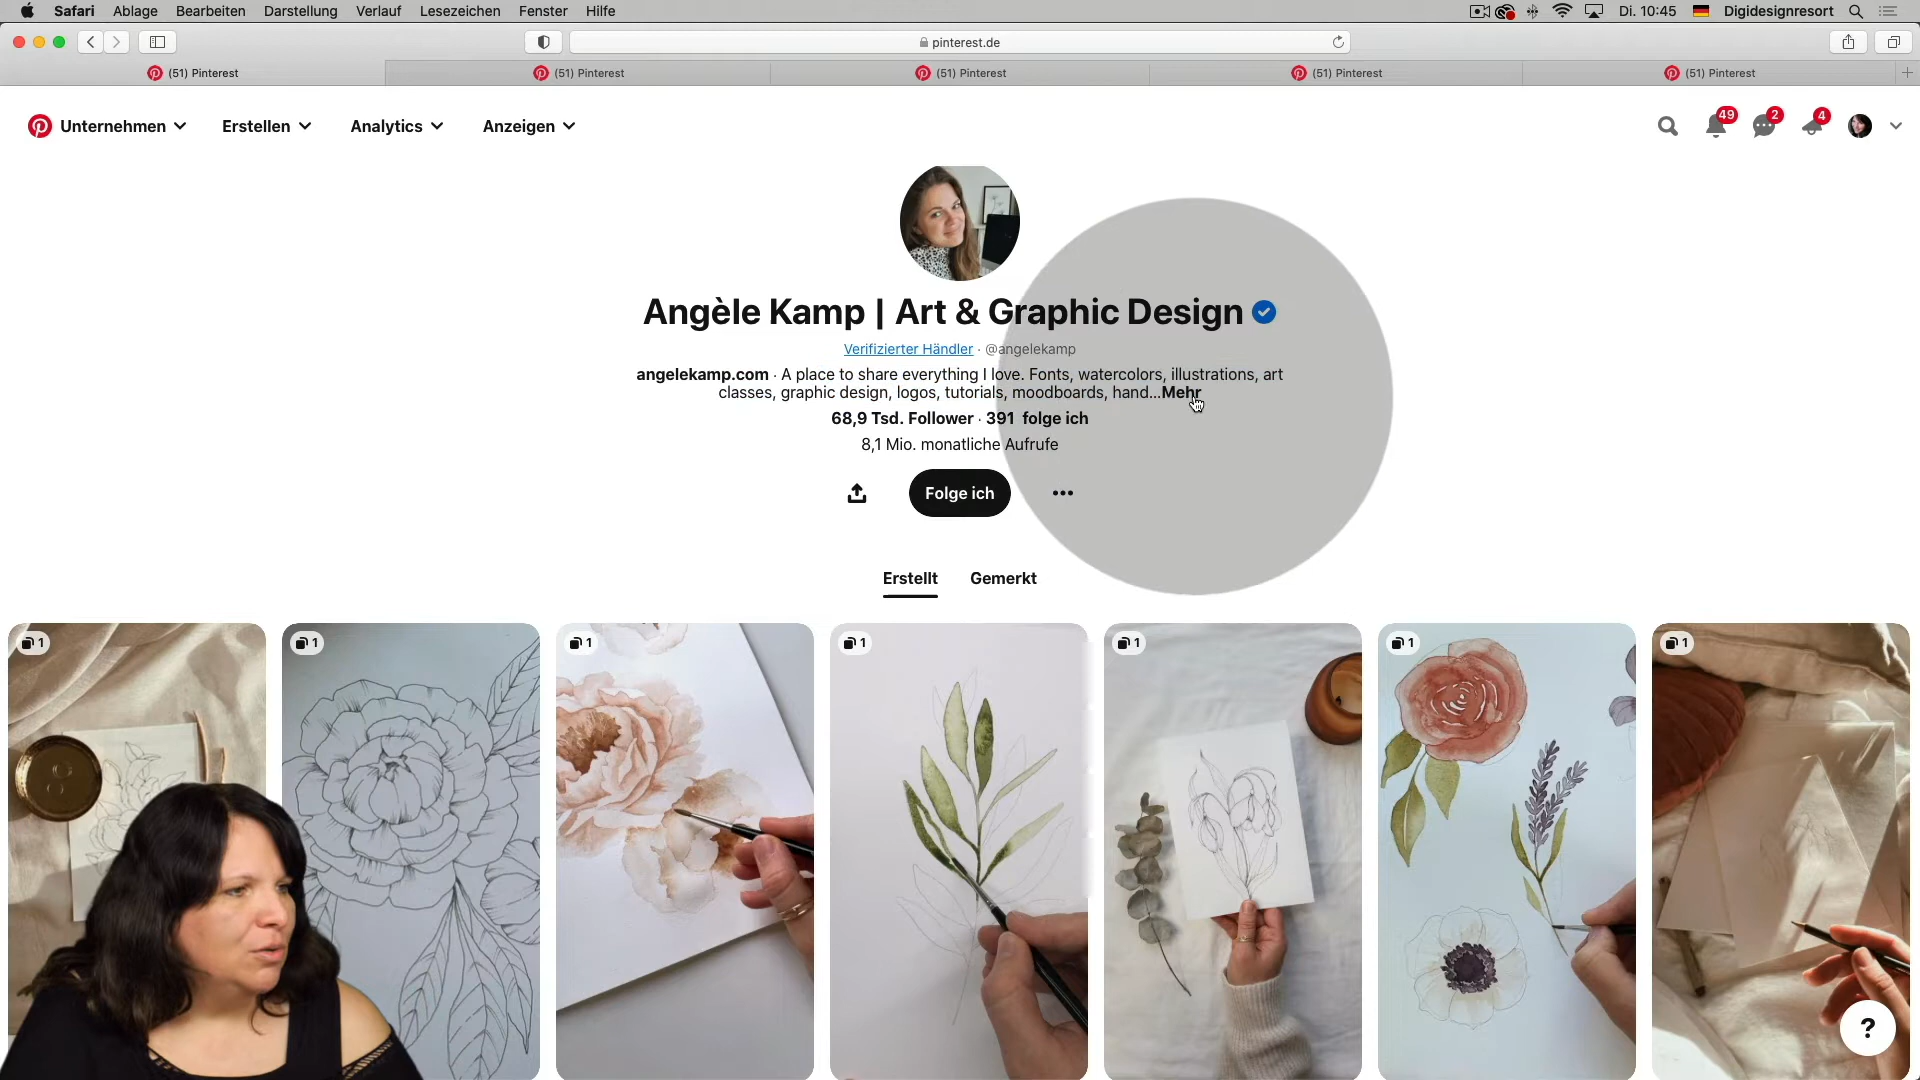 Safari Ablage Bearbeiten Darstellung Verlauf Lesezeichen Fenster Hilfe Di. 10:45 Digidesignresort
pinterest.de
(51) Pinterest (51) Pinterest (51) Pinterest (51) Pinterest (51) Pinterest
Unternehmen Erstellen Analytics Anzeigen 49 2 4
Angèle Kamp | Art & Graphic Design
Verifizierter Händler · @angelekamp
angelekamp.com · A place to share everything I love. Fonts, watercolors, illustrations, art
classes, graphic design, logos, tutorials, moodboards, hand...Mehr
68,9 Tsd. Follower · 391 folge ich
8,1 Mio. monatliche Aufrufe
Folge ich
Erstellt Gemerkt
1 1 1 1 1 1 1
?